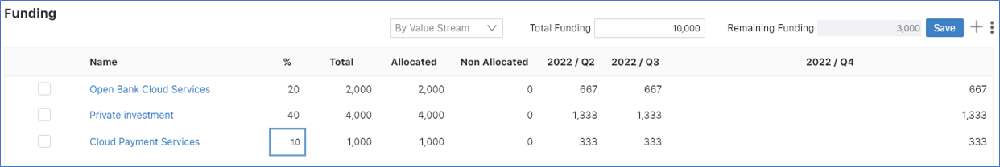 Funding
By Value Stream Total Funding 10,000 Remaining Funding 3,000 Save
Name % Total Allocated Non Allocated 2022 / Q2 2022 / Q3 2022 / Q4
Open Bank Cloud Services 20 2,000 2,000 0 667 667 667
Private investment 40 4,000 4,000 0 1,333 1,333 1,333
Cloud Payment Services 10 1,000 1,000 0 333 333 333